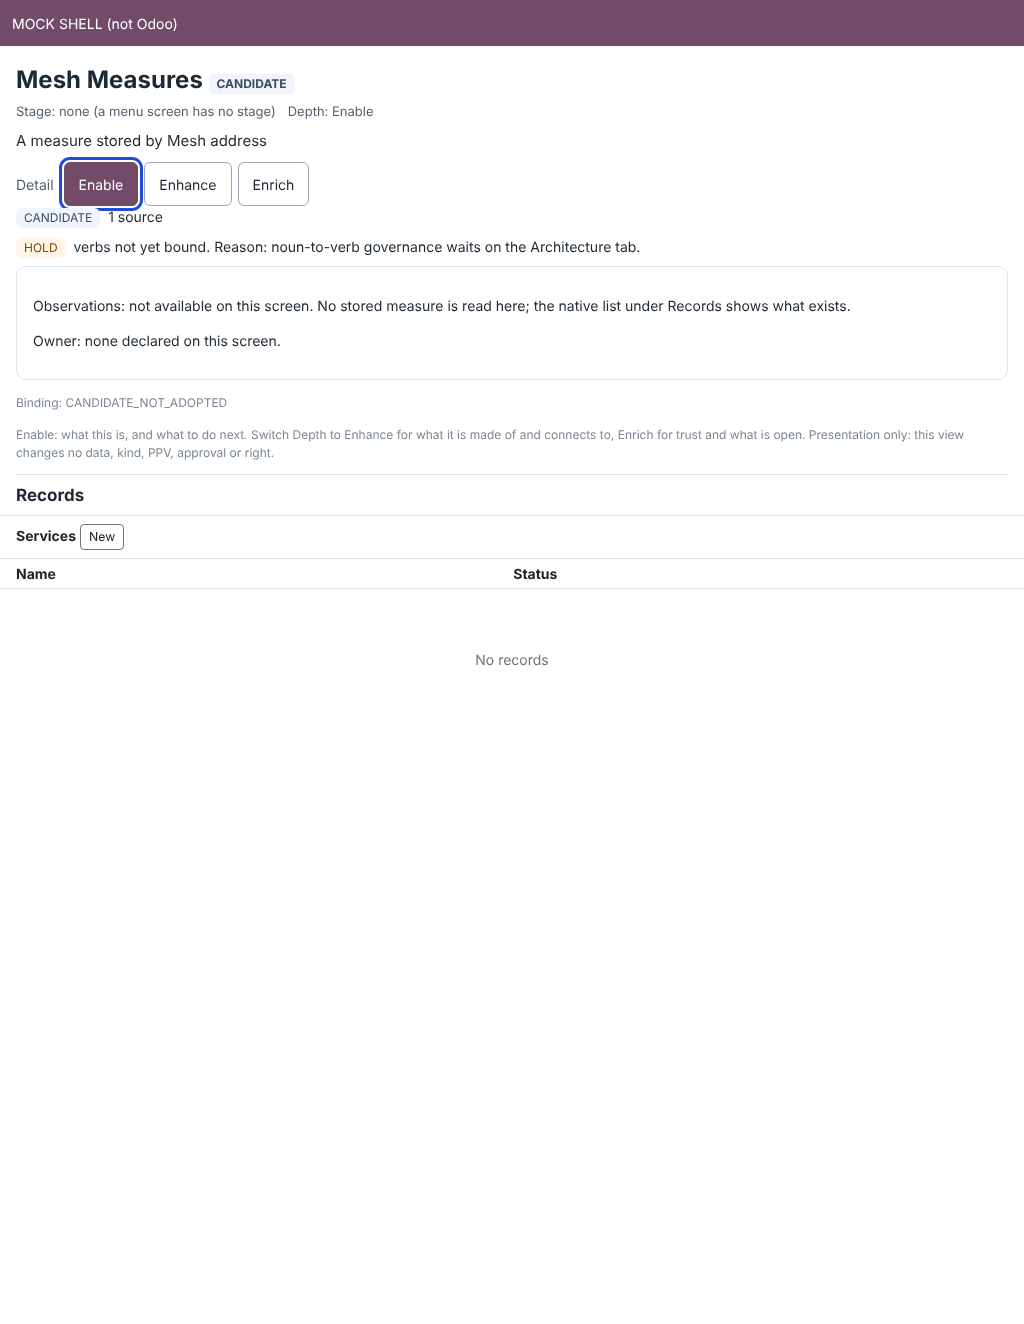 MOCK SHELL (not Odoo)
Mesh Measures CANDIDATE
Stage: none (a menu screen has no stage) Depth: Enable
A measure stored by Mesh address
Detail Enable Enhance Enrich
CANDIDATE 1 source
HOLD verbs not yet bound. Reason: noun-to-verb governance waits on the Architecture tab.
Observations: not available on this screen. No stored measure is read here; the native list under Records shows what exists.
Owner: none declared on this screen.
Binding: CANDIDATE_NOT_ADOPTED
Enable: what this is, and what to do next. Switch Depth to Enhance for what it is made of and connects to, Enrich for trust and what is open. Presentation only: this view
changes no data, kind, PPV, approval or right.
Records
Services New
Name Status
No records